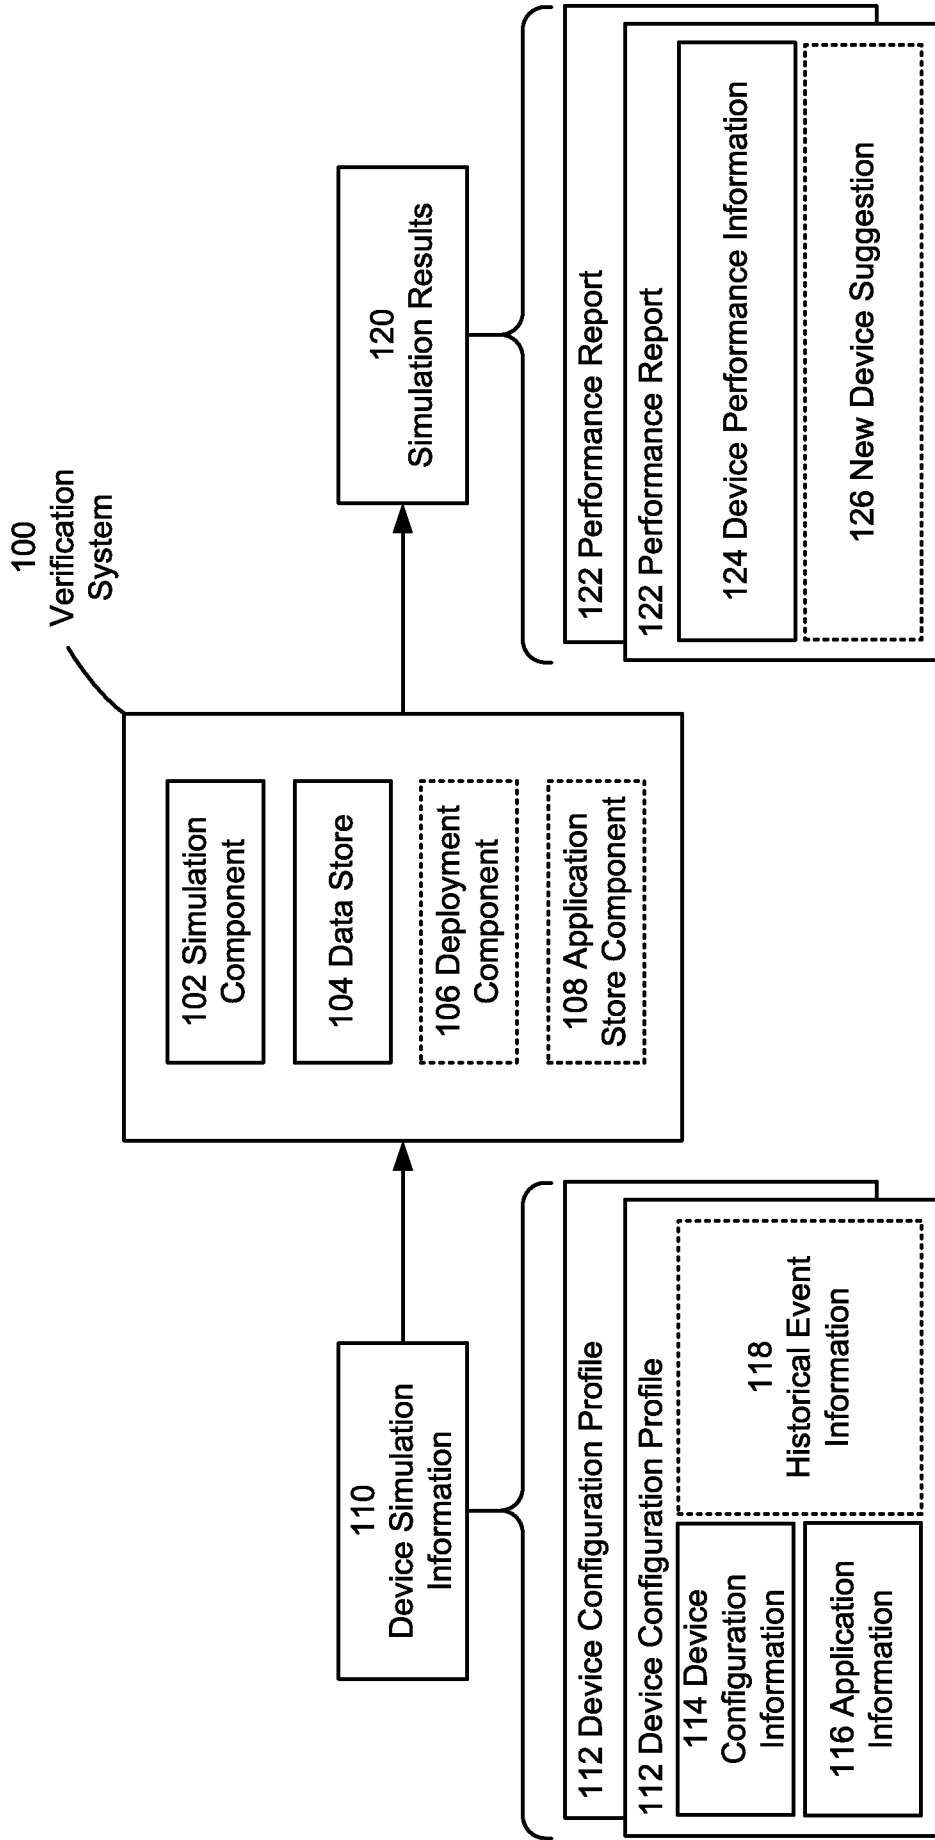 100
Verification
System
102 Simulation
Component
104 Data Store
106 Deployment
Component
108 Application
Store Component
110
Device Simulation
Information
120
Simulation Results
112 Device Configuration Profile
112 Device Configuration Profile
114 Device
Configuration
Information
116 Application
Information
118
Historical Event
Information
122 Performance Report
122 Performance Report
124 Device Performance Information
126 New Device Suggestion